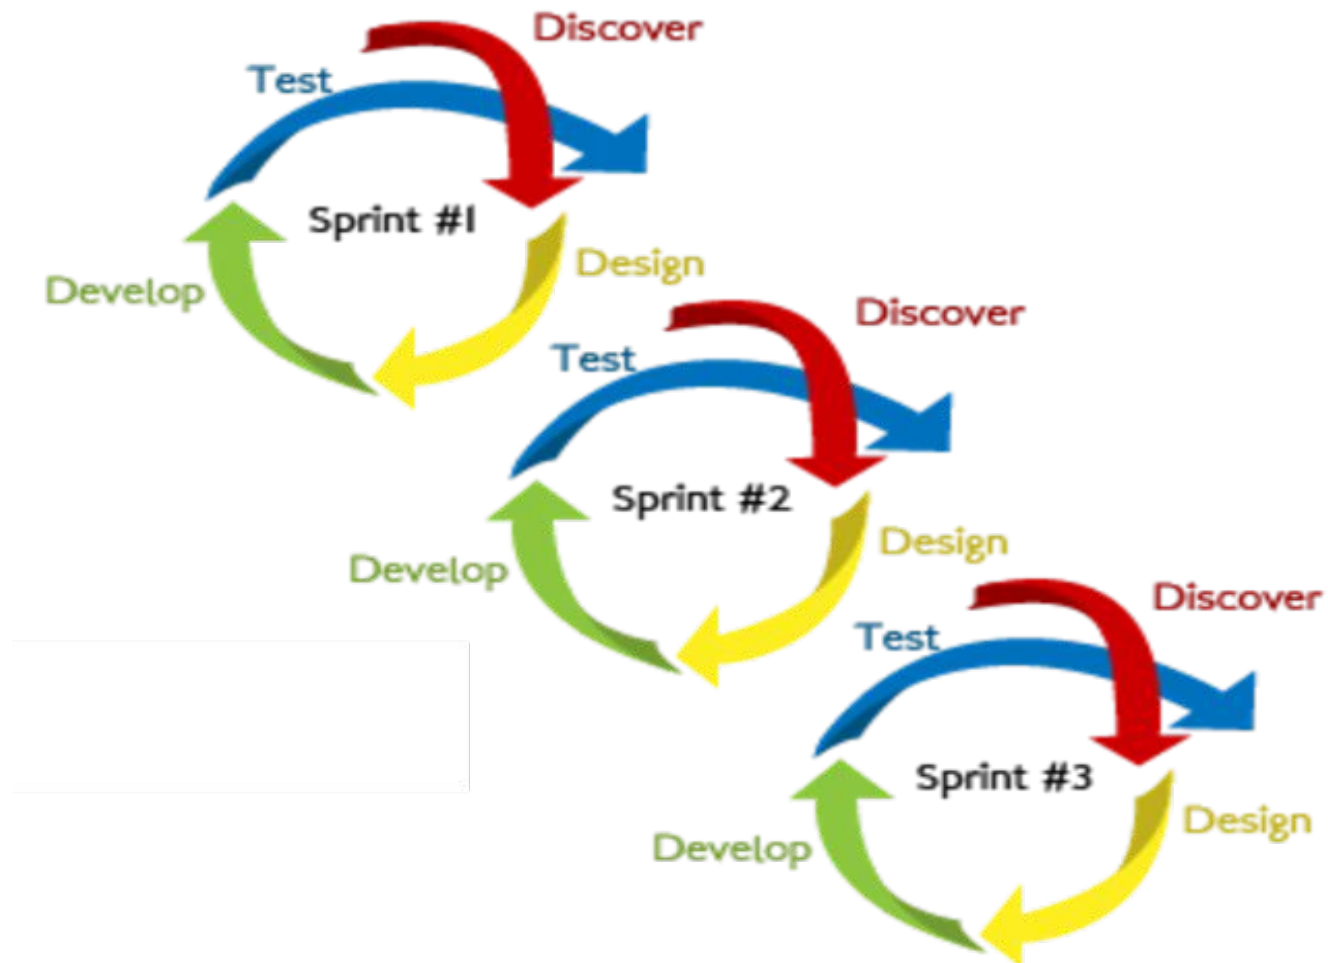 Discover
Test
Sprint #1
Design
Develop
Discover
Test
Sprint #2
Design
Develop
Discover
Test
Sprint #3
Design
Develop